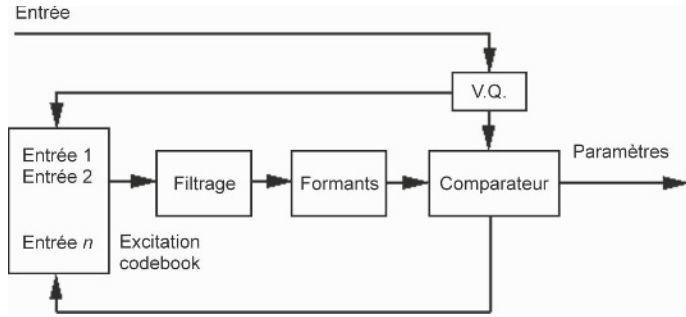 Entrée
V.Q.
Entrée 1
Entrée 2
Entrée n
Excitation
codebook
Filtrage
Formants
Comparateur
Paramètres